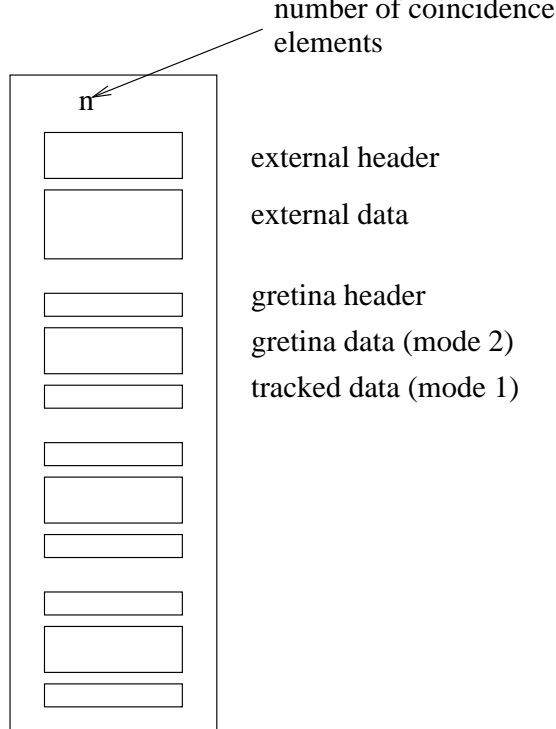 number of coincidence
elements
n
external header
external data
gretina header
gretina data (mode 2)
tracked data (mode 1)